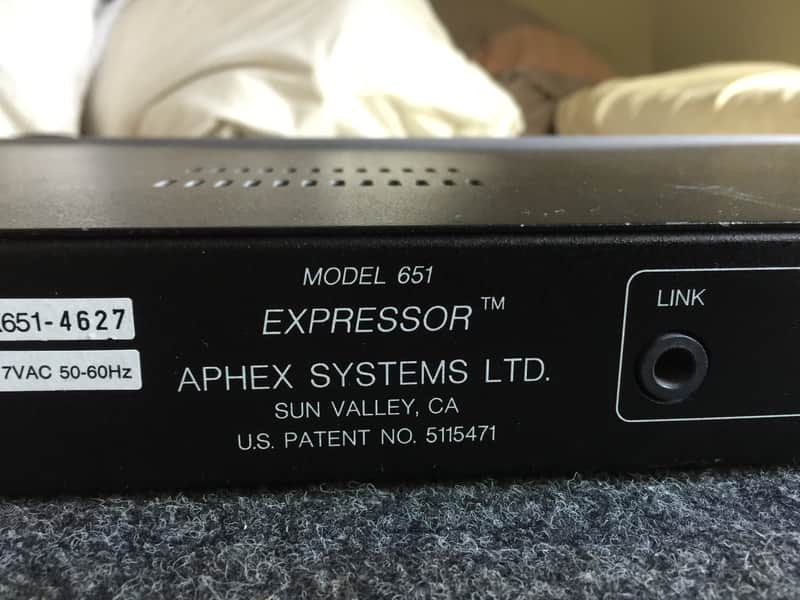 MODEL 651
EXPRESSOR™
APHEX SYSTEMS LTD.
SUN VALLEY, CA
U.S. PATENT NO. 5115471
651-4627
7VAC 50-60Hz
LINK